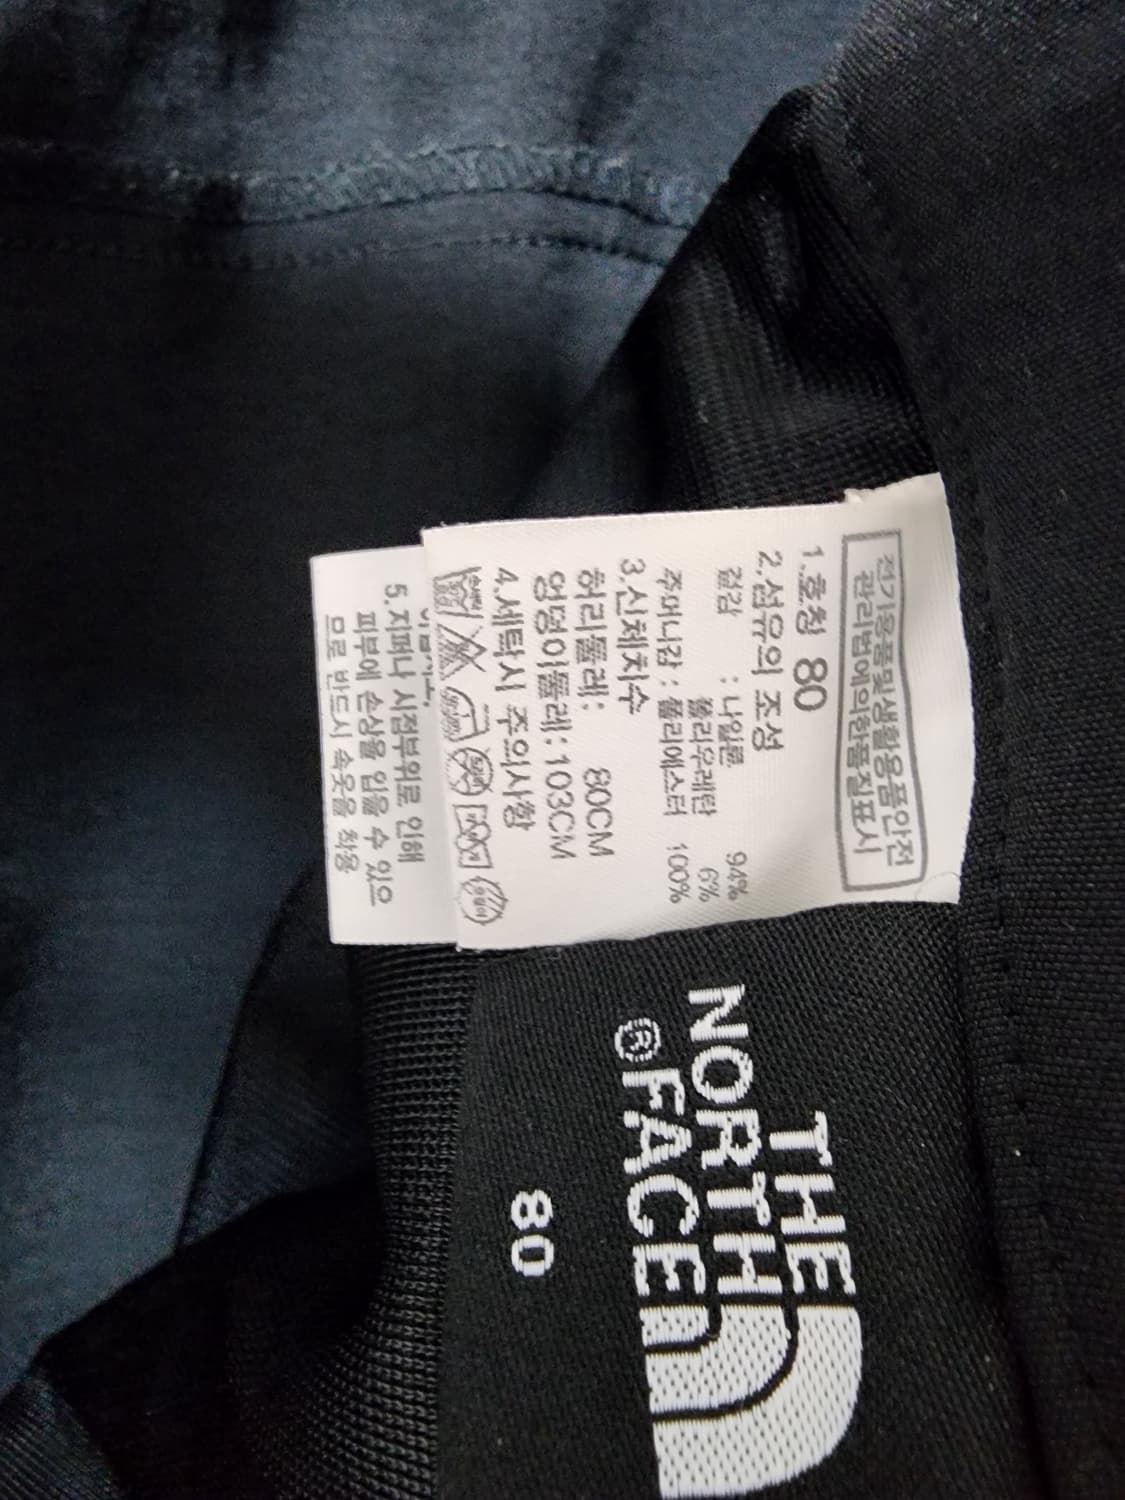 전기용품및생활용품안전
관리법에의한품질표시
1.호칭 80
2.섬유의 조성
겉감 : 나일론 94%
폴리우레탄 6%
주머니감 : 폴리에스터 100%
3.신체치수
허리둘레: 80CM
엉덩이둘레: 103CM
4.세탁시 주의사항
5.지퍼나 시접부위로 인해
피부에 손상을 입을 수 있으
므로 반드시 속옷을 착용
THE
NORTH
FACE®
80